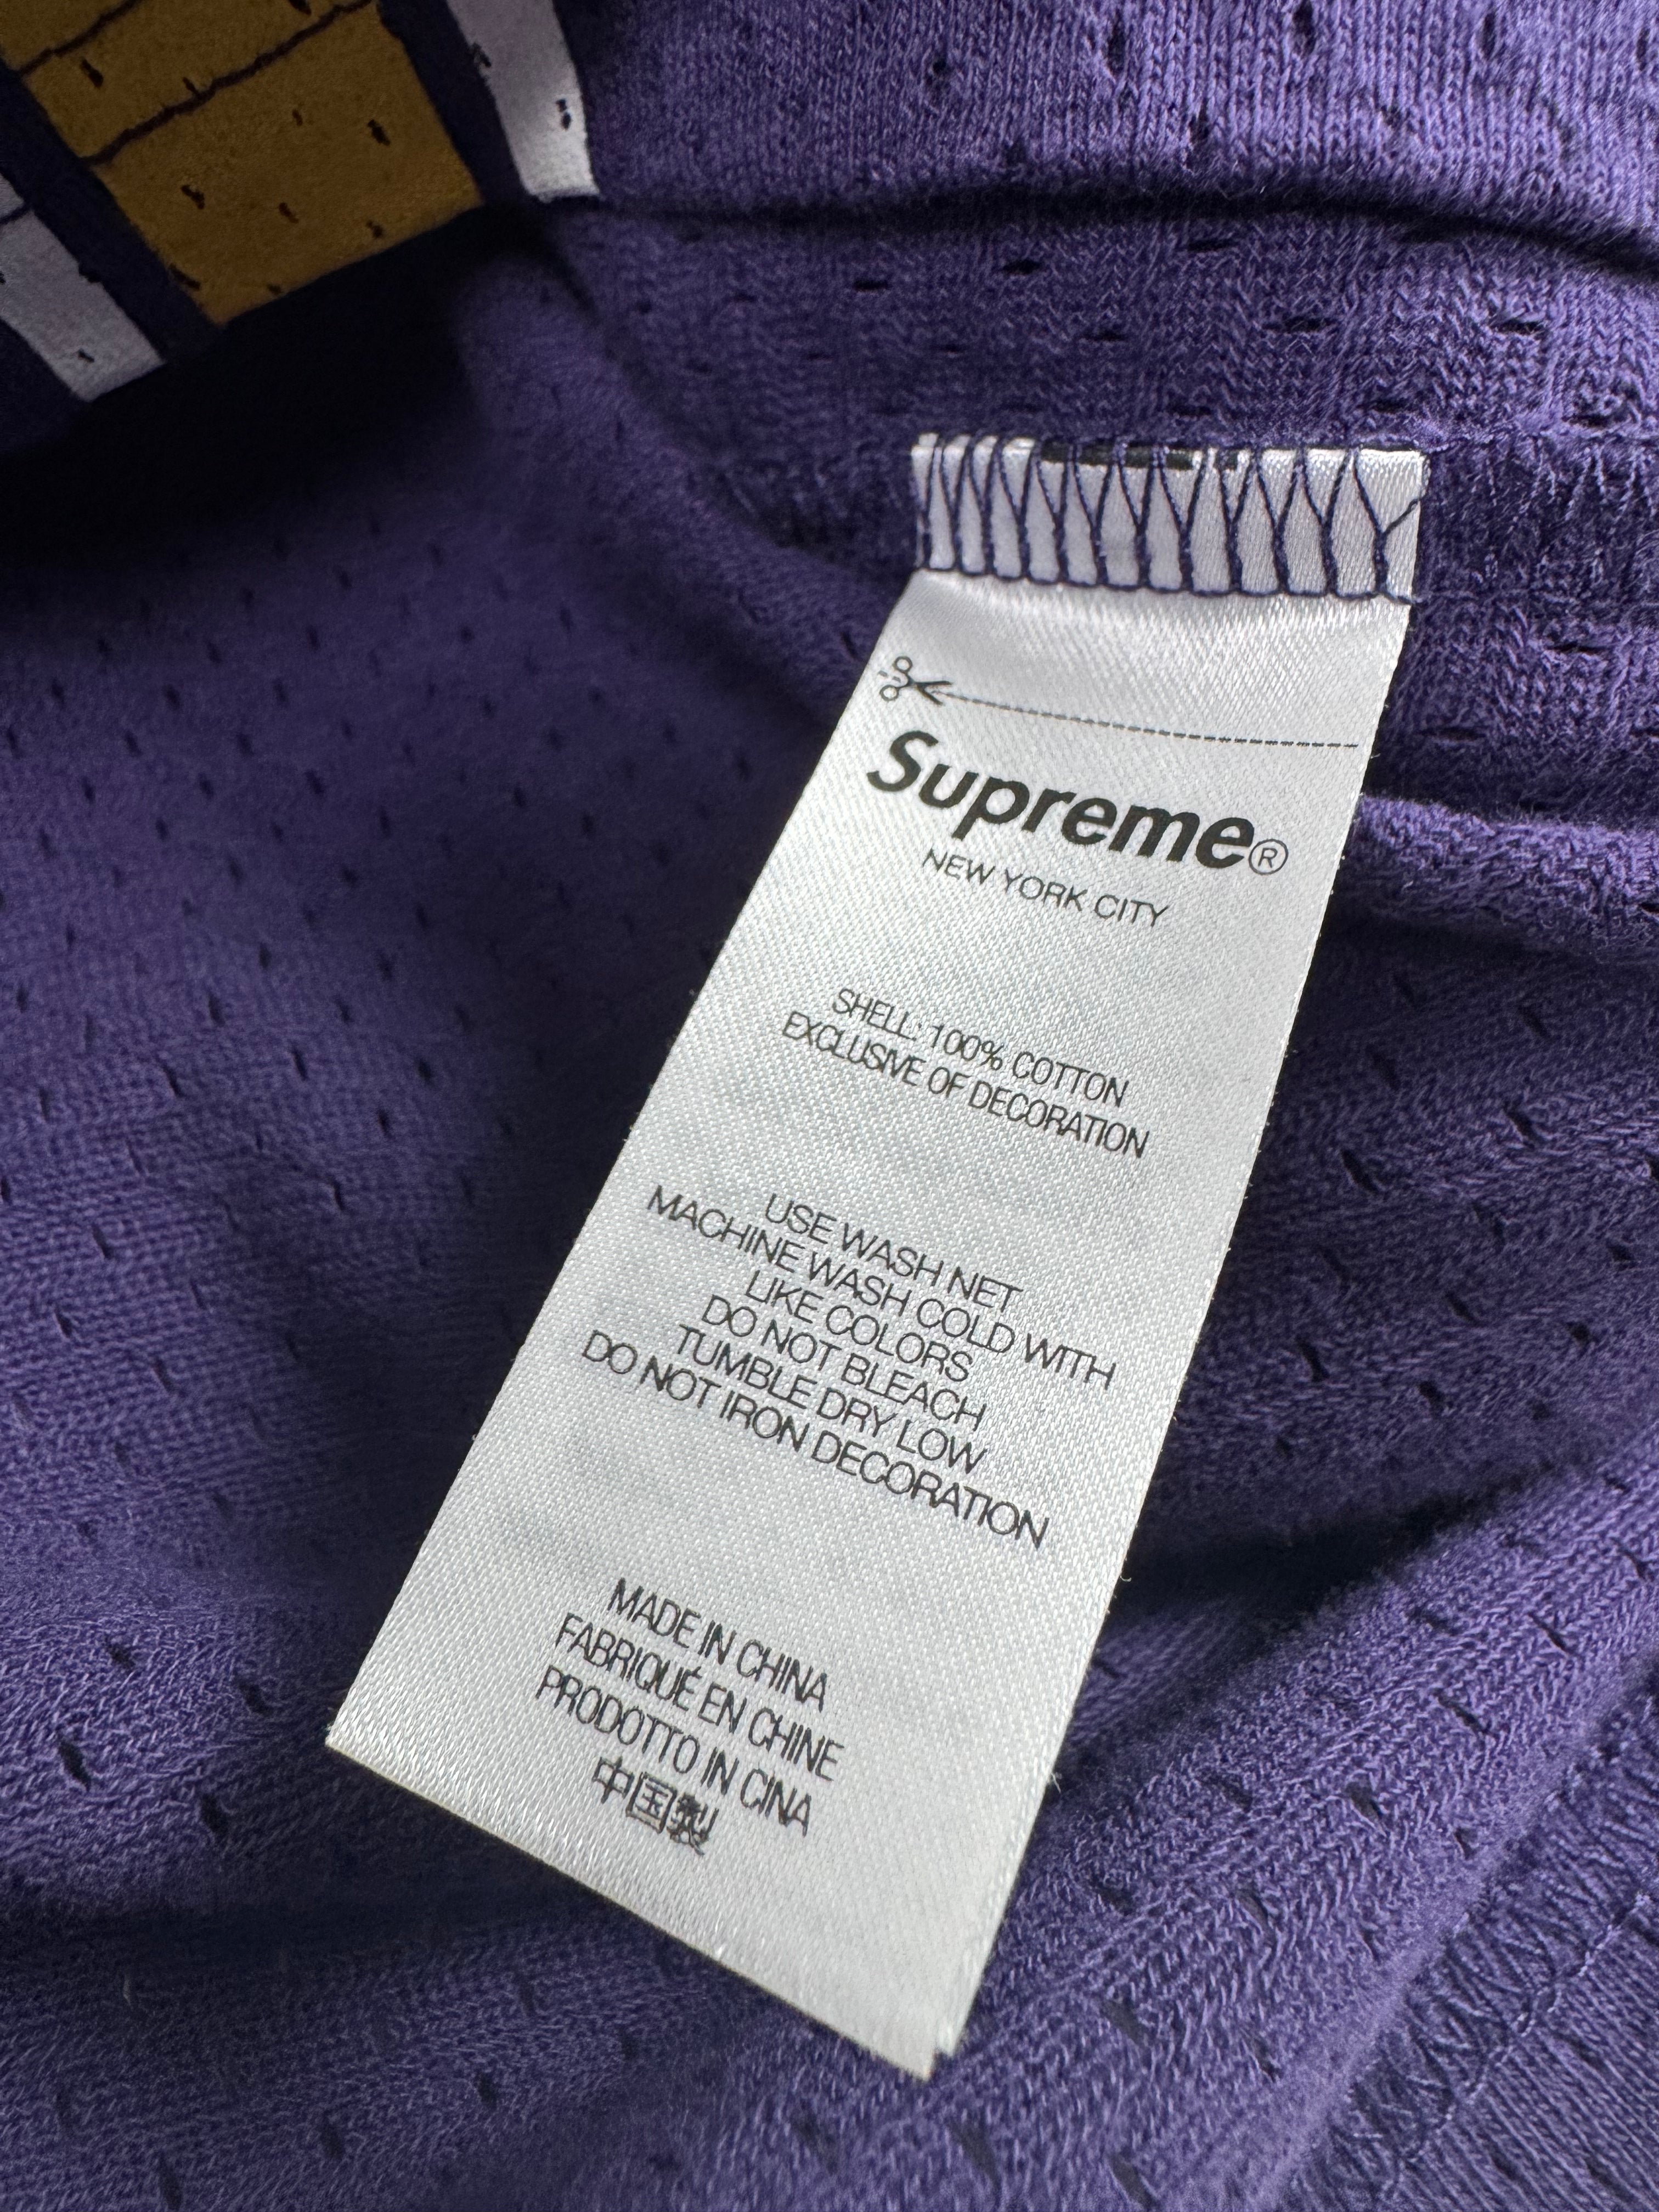 Supreme®
NEW YORK CITY
SHELL: 100% COTTON
EXCLUSIVE OF DECORATION
USE WASH NET
MACHINE WASH COLD WITH
LIKE COLORS
DO NOT BLEACH
TUMBLE DRY LOW
DO NOT IRON DECORATION
MADE IN CHINA
FABRIQUÉ EN CHINE
PRODOTTO IN CINA
中国製